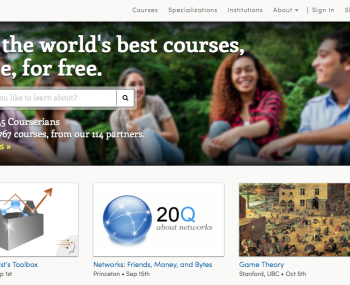 Courses Specializations Institutions About | Sign In
the world's best courses,
e, for free.
you like to learn about?
5 Courserians
767 courses, from our 114 partners.
s »
20Q
about networks
st's Toolbox
Networks: Friends, Money, and Bytes
Game Theory
p 1st
Princeton • Sep 15th
Stanford, UBC • Oct 5th